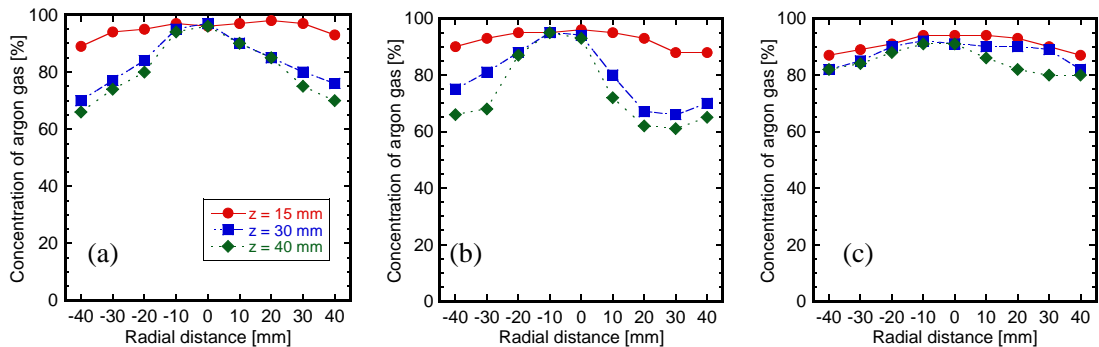 Concentration of argon gas [%]
100
80
60
40
20
0
-40 -30 -20 -10 0 10 20 30 40
Radial distance [mm]
(a)
z = 15 mm
z = 30 mm
z = 40 mm
Concentration of argon gas [%]
100
80
60
40
20
0
-40 -30 -20 -10 0 10 20 30 40
Radial distance [mm]
(b)
Concentration of argon gas [%]
100
80
60
40
20
0
-40 -30 -20 -10 0 10 20 30 40
Radial distance [mm]
(c)